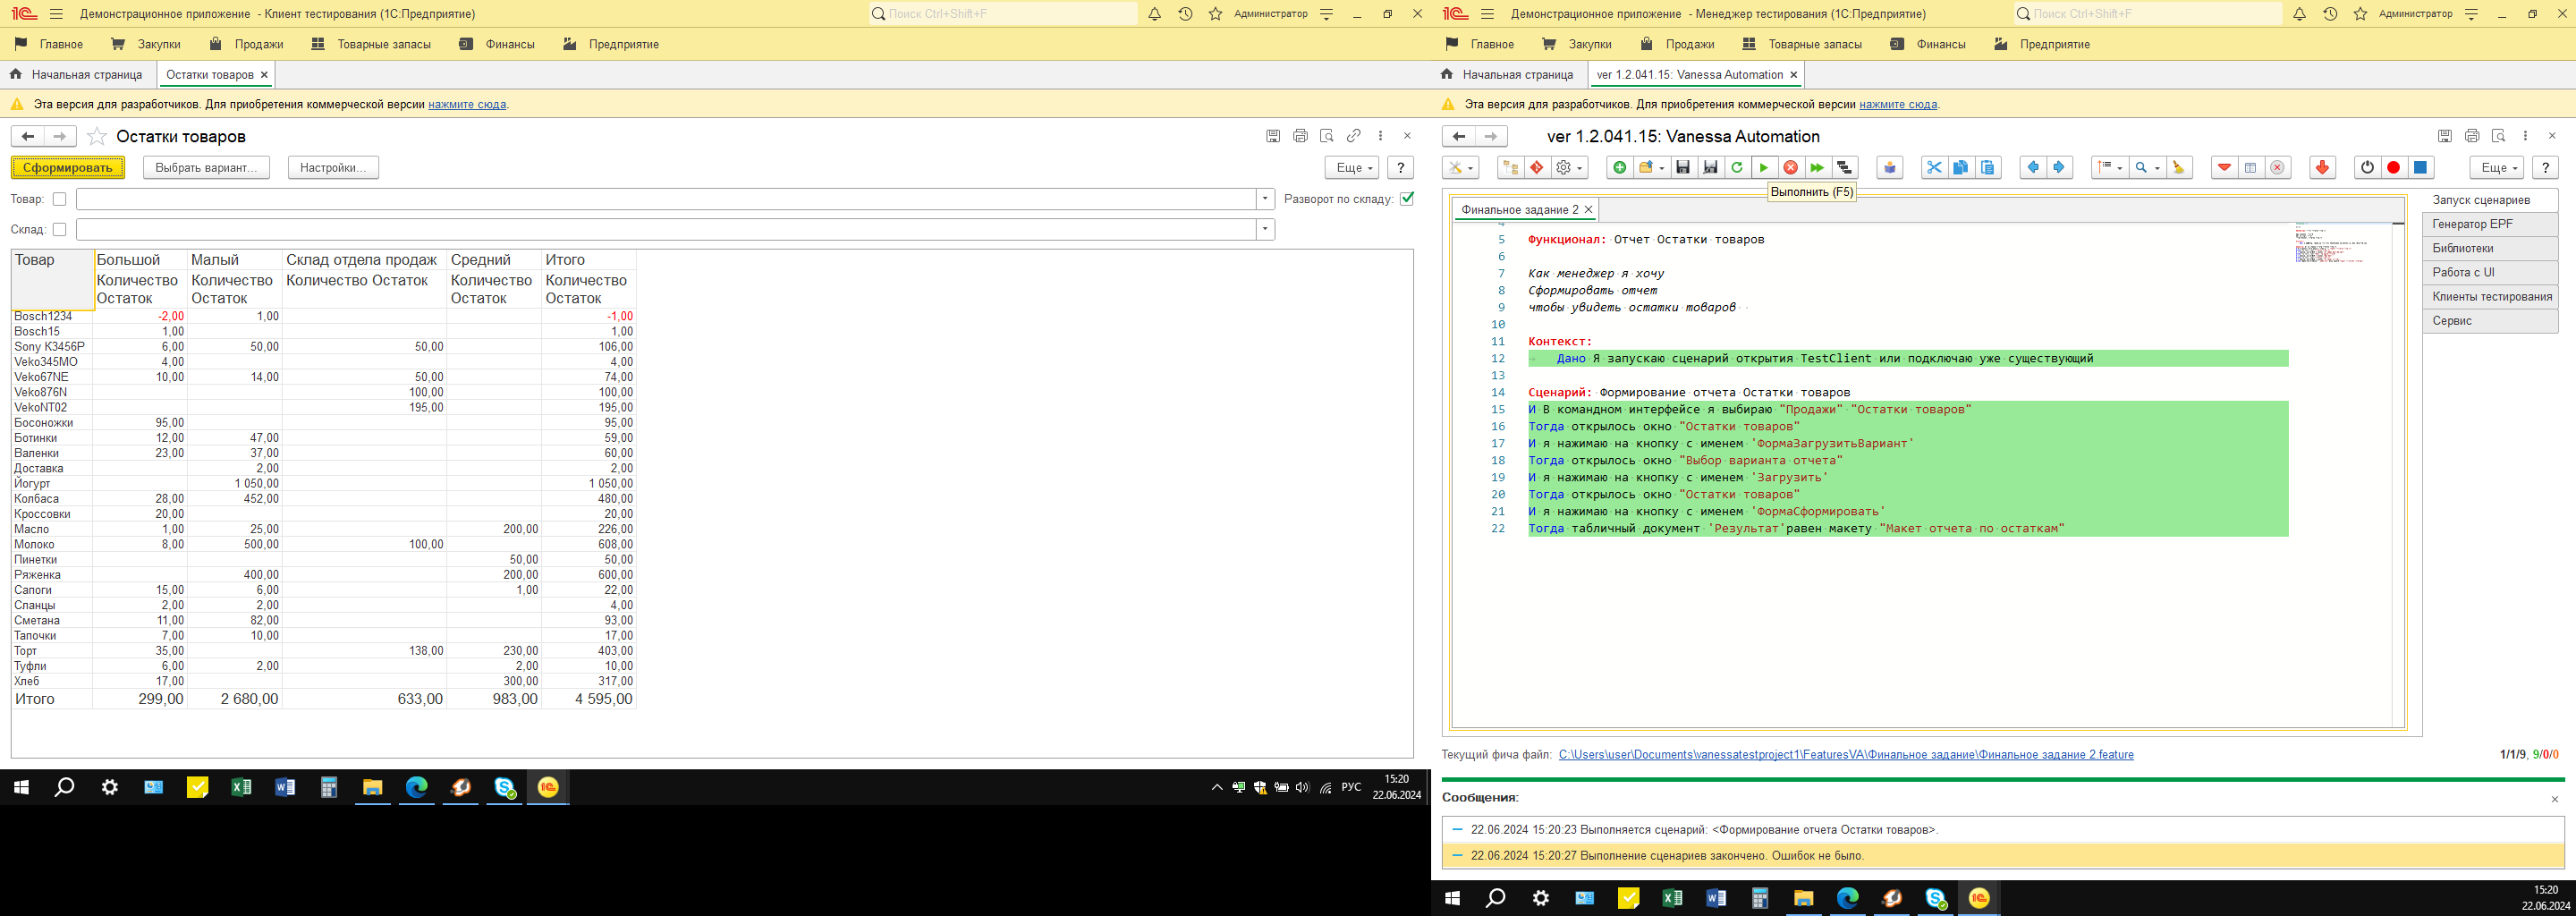 Демонстрационное приложение - Клиент тестирования (1С:Предприятие)
Поиск Ctrl+Shift+F
Администратор
Главное Закупки Продажи Товарные запасы Финансы Предприятие
Начальная страница Остатки товаров ×
Эта версия для разработчиков. Для приобретения коммерческой версии нажмите сюда.
Остатки товаров
Сформировать Выбрать вариант... Настройки... Еще ?
Товар: Разворот по складу:
Склад:
Товар Большой Малый Склад отдела продаж Средний Итого
Количество Остаток Количество Остаток Количество Остаток Количество Остаток Количество Остаток
Bosch1234 -2,00 1,00 -1,00
Bosch15 1,00 1,00
Sony К3456Р 6,00 50,00 50,00 106,00
Veko345MO 4,00 4,00
Veko67NE 10,00 14,00 50,00 74,00
Veko876N 100,00 100,00
VekoNT02 195,00 195,00
Босоножки 95,00 95,00
Ботинки 12,00 47,00 59,00
Валенки 23,00 37,00 60,00
Доставка 2,00 2,00
Йогурт 1 050,00 1 050,00
Колбаса 28,00 452,00 480,00
Кроссовки 20,00 20,00
Масло 1,00 25,00 200,00 226,00
Молоко 8,00 500,00 100,00 608,00
Пинетки 50,00 50,00
Ряженка 400,00 200,00 600,00
Сапоги 15,00 6,00 1,00 22,00
Сланцы 2,00 2,00 4,00
Сметана 11,00 82,00 93,00
Тапочки 7,00 10,00 17,00
Торт 35,00 138,00 230,00 403,00
Туфли 6,00 2,00 2,00 10,00
Хлеб 17,00 300,00 317,00
Итого 299,00 2 680,00 633,00 983,00 4 595,00
РУС 15:20
22.06.2024
Демонстрационное приложение - Менеджер тестирования (1С:Предприятие)
Поиск Ctrl+Shift+F
Администратор
Главное Закупки Продажи Товарные запасы Финансы Предприятие
Начальная страница ver 1.2.041.15: Vanessa Automation ×
Эта версия для разработчиков. Для приобретения коммерческой версии нажмите сюда.
ver 1.2.041.15: Vanessa Automation
Еще ?
Выполнить (F5)
Финальное задание 2 ×
Запуск сценариев
Генератор EPF
Библиотеки
Работа с UI
Клиенты тестирования
Сервис
4
5 Функционал: Отчет Остатки товаров
6
7 Как менеджер я хочу
8 Сформировать отчет
9 чтобы увидеть остатки товаров
10
11 Контекст:
12 Дано Я запускаю сценарий открытия TestClient или подключаю уже существующий
13
14 Сценарий: Формирование отчета Остатки товаров
15 И В командном интерфейсе я выбираю "Продажи" "Остатки товаров"
16 Тогда открылось окно "Остатки товаров"
17 И я нажимаю на кнопку с именем 'ФормаЗагрузитьВариант'
18 Тогда открылось окно "Выбор варианта отчета"
19 И я нажимаю на кнопку с именем 'Загрузить'
20 Тогда открылось окно "Остатки товаров"
21 И я нажимаю на кнопку с именем 'ФормаСформировать'
22 Тогда табличный документ 'Результат'равен макету "Макет отчета по остаткам"
Текущий фича файл: C:\Users\user\Documents\vanessatestproject1\FeaturesVA\Финальное задание\Финальное задание 2.feature 1/1/9, 9/0/0
Сообщения:
22.06.2024 15:20:23 Выполняется сценарий: <Формирование отчета Остатки товаров>.
22.06.2024 15:20:27 Выполнение сценариев закончено. Ошибок не было.
15:20
22.06.2024